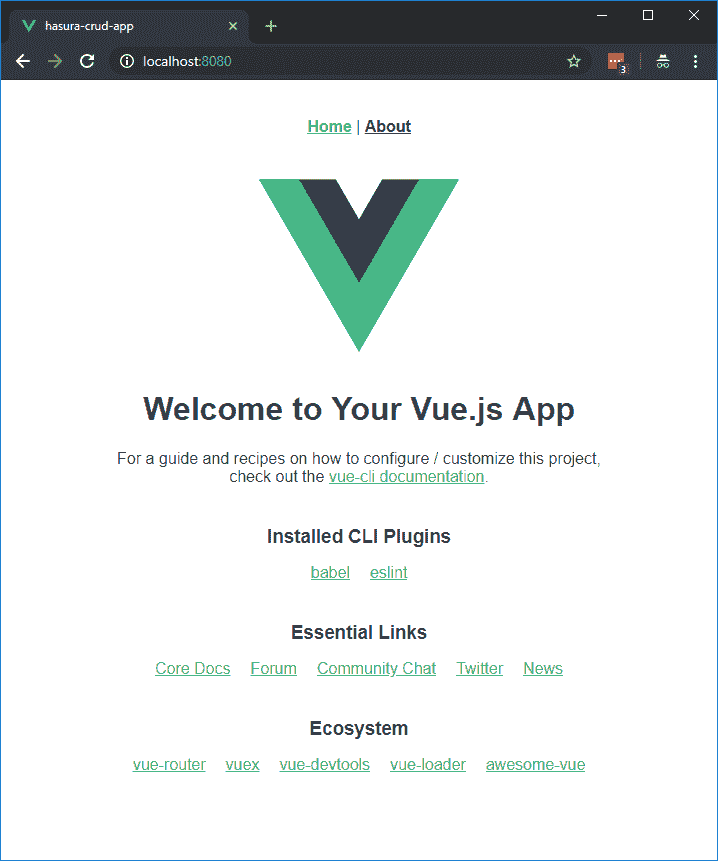 hasura-crud-app
localhost:8080
3
Home | About
Welcome to Your Vue.js App
For a guide and recipes on how to configure / customize this project,
check out the vue-cli documentation.
Installed CLI Plugins
babel eslint
Essential Links
Core Docs Forum Community Chat Twitter News
Ecosystem
vue-router vuex vue-devtools vue-loader awesome-vue